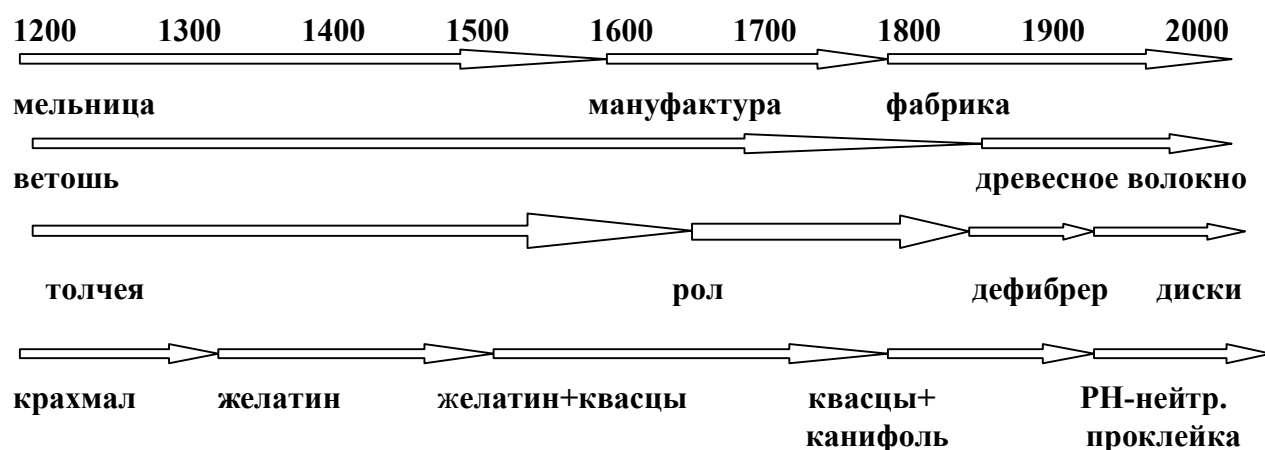 1200 1300 1400 1500 1600 1700 1800 1900 2000
мельница мануфактура фабрика
ветошь древесное волокно
толчея рол дефибрер диски
крахмал желатин желатин+квасцы квасцы+ РН-нейтр.
канифоль проклейка